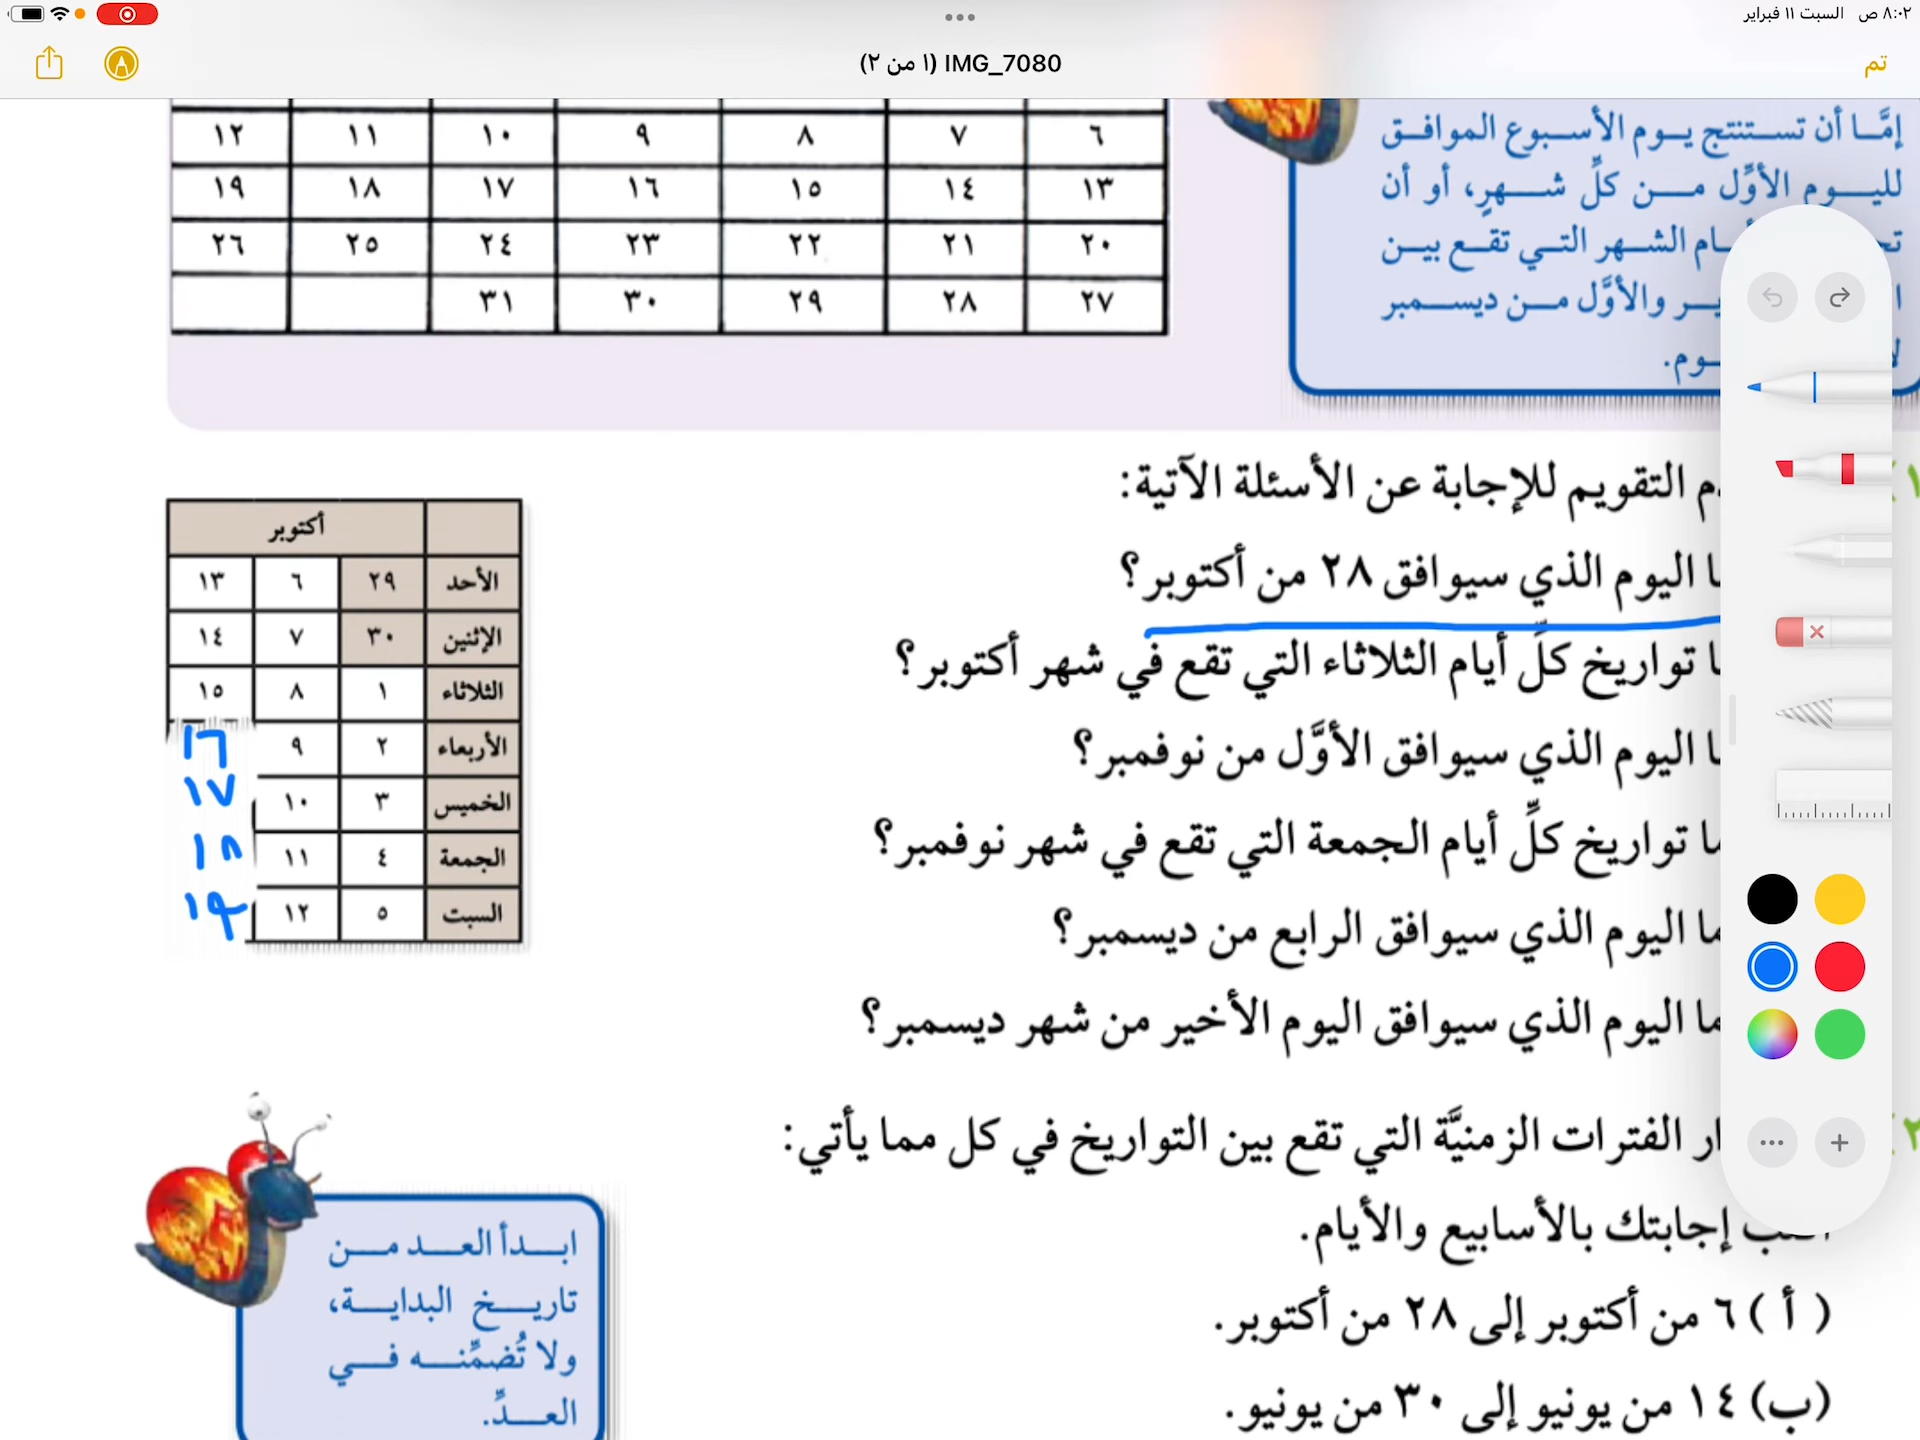 ٨:٠٢ ص السبت ١١ فبراير
تم
IMG_7080 (١ من ٢)
إمَّا أن تستنتج يوم الأسبوع الموافق
لليوم الأوَّل من كلِّ شهرٍ، أو أن
الشهر التي تقع بين
والأوَّل من ديسمبر
٦ ٧ ٨ ٩ ١٠ ١١ ١٢
١٣ ١٤ ١٥ ١٦ ١٧ ١٨ ١٩
٢٠ ٢١ ٢٢ ٢٣ ٢٤ ٢٥ ٢٦
٢٧ ٢٨ ٢٩ ٣٠ ٣١
التقويم للإجابة عن الأسئلة الآتية:
اليوم الذي سيوافق ٢٨ من أكتوبر؟
تواريخ كلِّ أيام الثلاثاء التي تقع في شهر أكتوبر؟
اليوم الذي سيوافق الأوَّل من نوفمبر؟
ما تواريخ كلِّ أيام الجمعة التي تقع في شهر نوفمبر؟
ما اليوم الذي سيوافق الرابع من ديسمبر؟
ما اليوم الذي سيوافق اليوم الأخير من شهر ديسمبر؟
أكتوبر
الأحد ٢٩ ٦ ١٣
الإثنين ٣٠ ٧ ١٤
الثلاثاء ١ ٨ ١٥
الأربعاء ٢ ٩ ١٦
الخميس ٣ ١٠ ١٧
الجمعة ٤ ١١ ١٨
السبت ٥ ١٢ ١٩
الفترات الزمنيَّة التي تقع بين التواريخ في كل مما يأتي:
إجابتك بالأسابيع والأيام.
( أ ) ٦ من أكتوبر إلى ٢٨ من أكتوبر.
(ب) ١٤ من يونيو إلى ٣٠ من يونيو.
ابدأ العد من
تاريخ البداية،
ولا تُضمِّنه في
العدِّ.